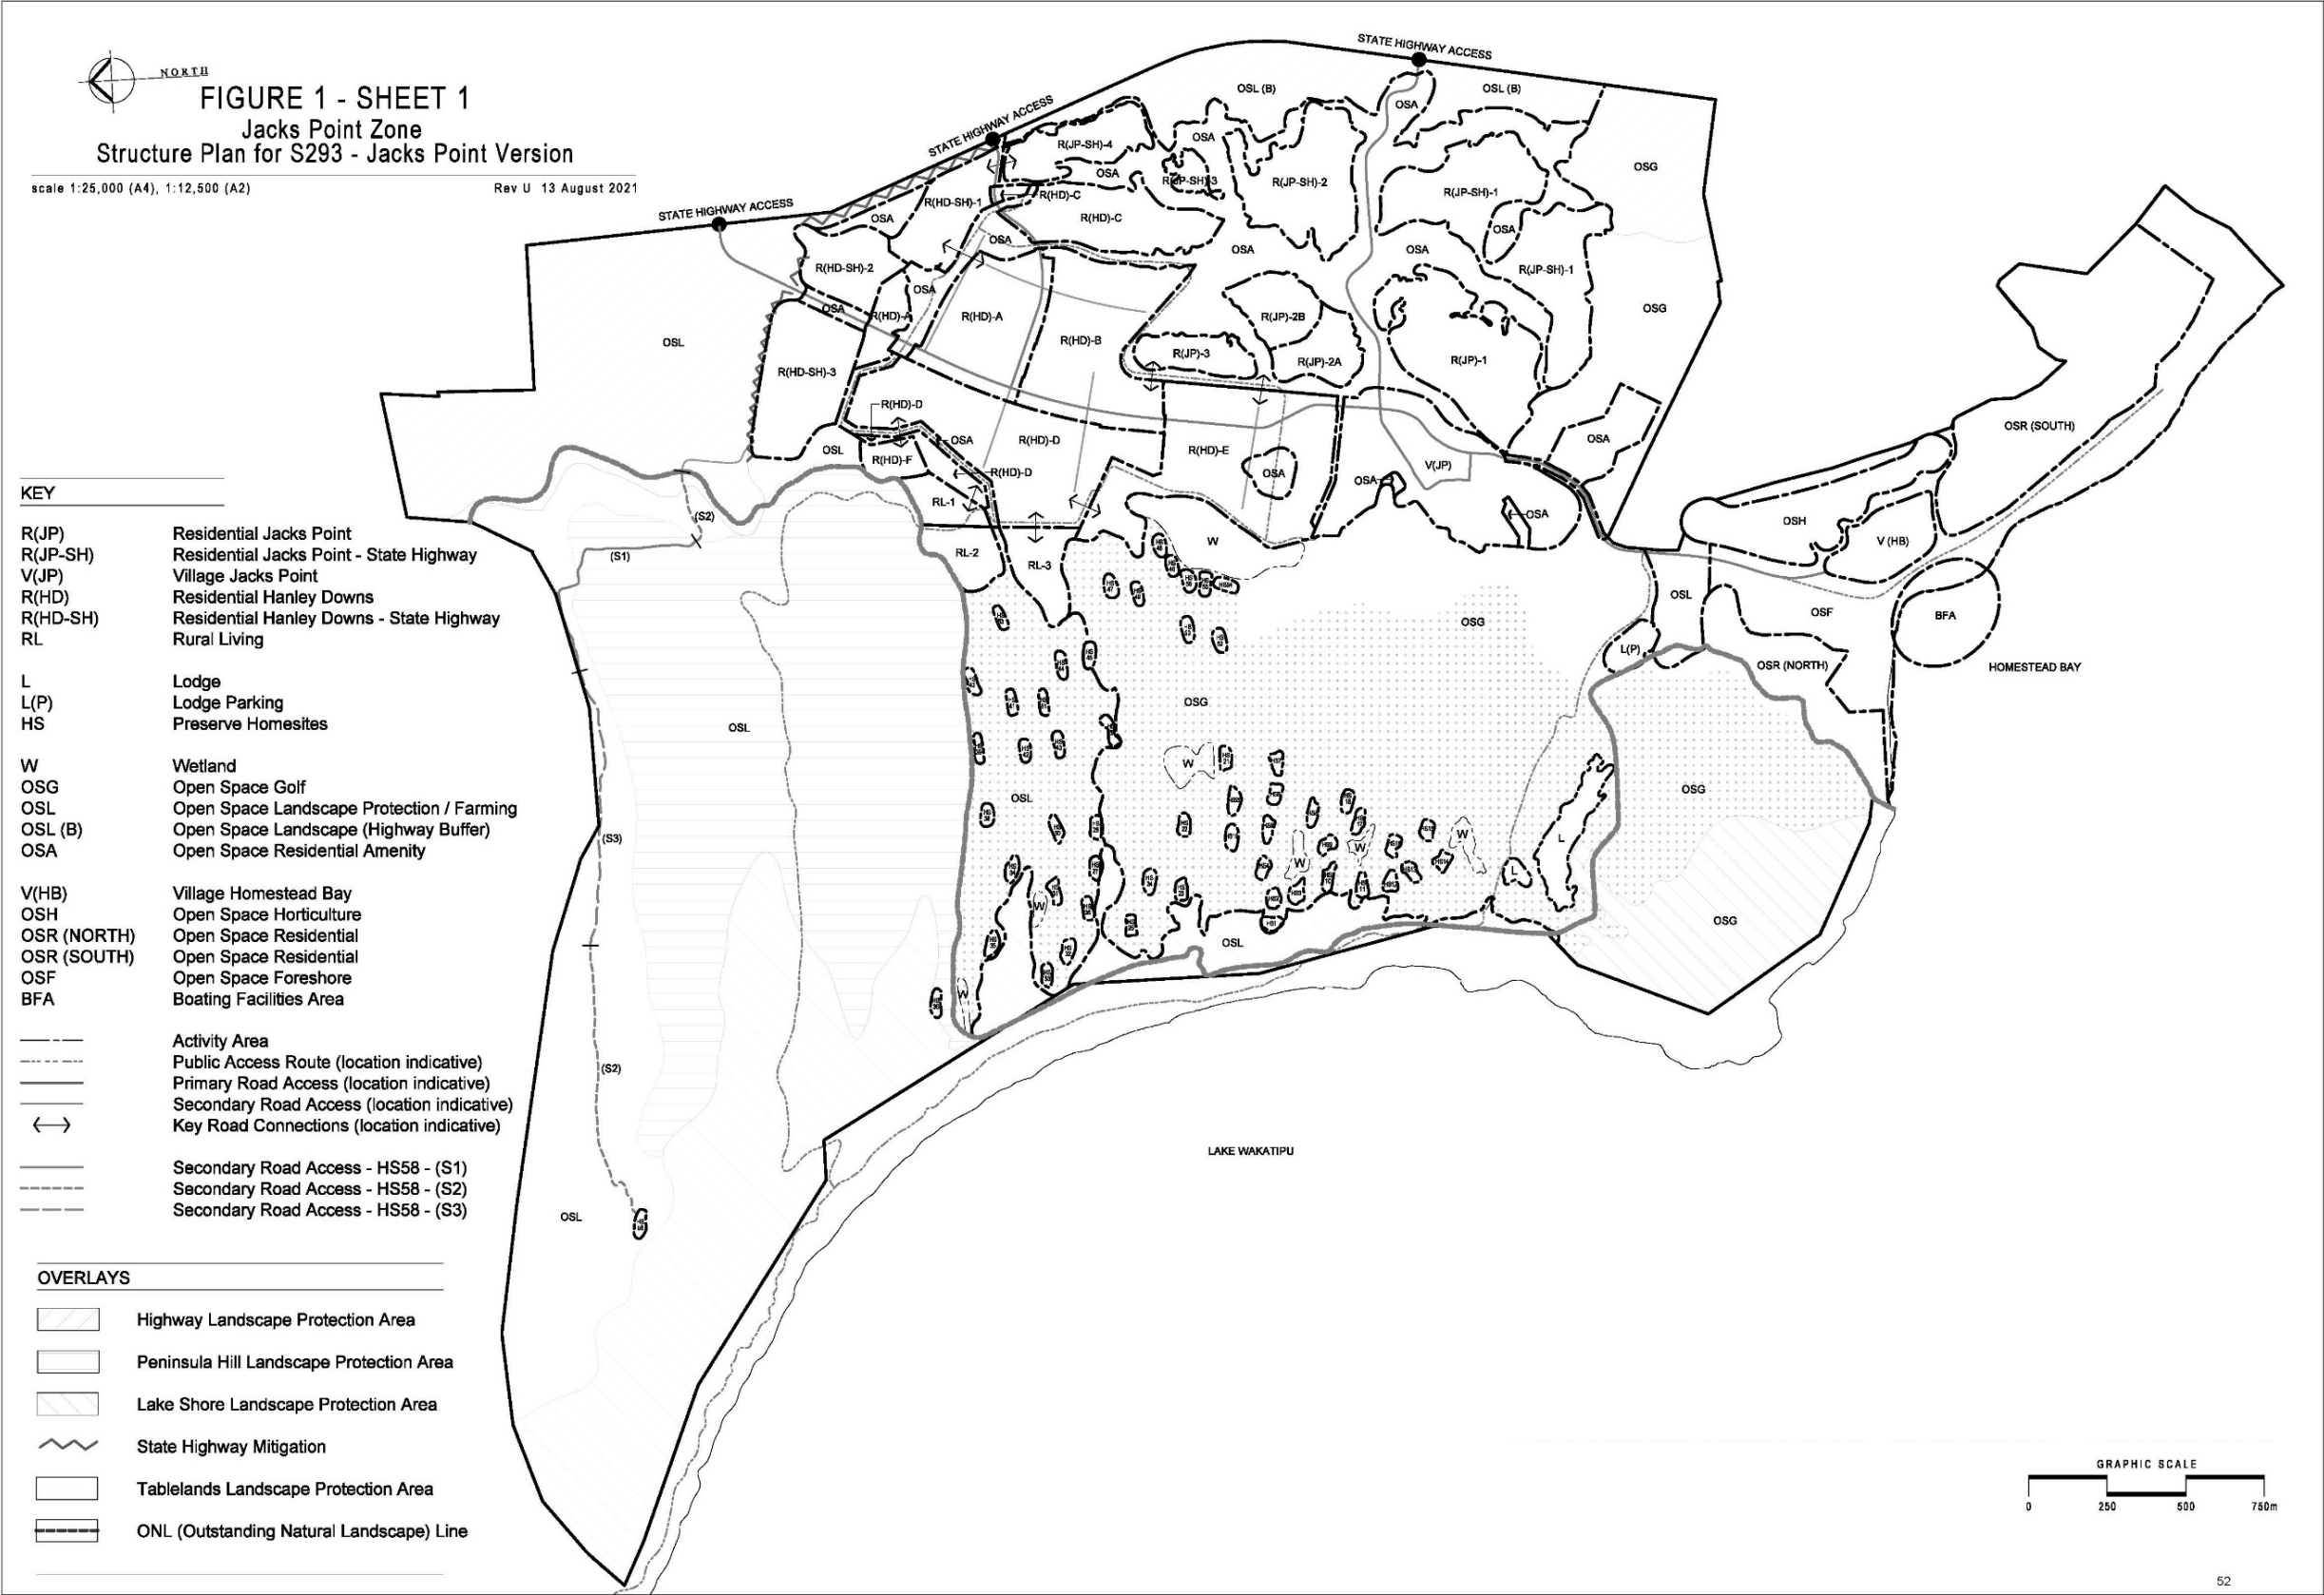 NORTH
FIGURE 1 - SHEET 1
Jacks Point Zone
Structure Plan for S293 - Jacks Point Version
scale 1:25,000 (A4), 1:12,500 (A2)
Rev U 13 August 2021
STATE HIGHWAY ACCESS
STATE HIGHWAY ACCESS
STATE HIGHWAY ACCESS
OSL (B)
OSL (B)
OSA
R(JP-SH)-4
OSA
OSA
R(JP-SH)-3
R(JP-SH)-2
R(JP-SH)-1
OSG
R(HD-SH)-1
R(HD)-C
R(HD)-C
OSA
OSA
OSA
OSA
OSA
R(HD-SH)-2
R(JP-SH)-1
OSA
OSA
R(HD)-A
R(HD)-A
R(JP)-2B
OSG
OSL
R(HD)-B
R(JP)-3
R(JP)-2A
R(JP)-1
R(HD-SH)-3
R(HD)-D
OSA
R(HD)-D
OSA
OSR (SOUTH)
OSL
R(HD)-F
R(HD)-E
V(JP)
R(HD)-D
OSA
OSA
RL-1
OSA
(S2)
OSH
W
V (HB)
(S1)
RL-2
RL-3
OSL
OSG
OSF
BFA
L(P)
OSR (NORTH)
HOMESTEAD BAY
OSG
OSL
W
OSG
OSL
(S3)
W
W
W
L
L
W
OSG
OSL
W
(S2)
LAKE WAKATIPU
OSL
KEY
R(JP) Residential Jacks Point
R(JP-SH) Residential Jacks Point - State Highway
V(JP) Village Jacks Point
R(HD) Residential Hanley Downs
R(HD-SH) Residential Hanley Downs - State Highway
RL Rural Living
L Lodge
L(P) Lodge Parking
HS Preserve Homesites
W Wetland
OSG Open Space Golf
OSL Open Space Landscape Protection / Farming
OSL (B) Open Space Landscape (Highway Buffer)
OSA Open Space Residential Amenity
V(HB) Village Homestead Bay
OSH Open Space Horticulture
OSR (NORTH) Open Space Residential
OSR (SOUTH) Open Space Residential
OSF Open Space Foreshore
BFA Boating Facilities Area
Activity Area
Public Access Route (location indicative)
Primary Road Access (location indicative)
Secondary Road Access (location indicative)
Key Road Connections (location indicative)
Secondary Road Access - HS58 - (S1)
Secondary Road Access - HS58 - (S2)
Secondary Road Access - HS58 - (S3)
OVERLAYS
Highway Landscape Protection Area
Peninsula Hill Landscape Protection Area
Lake Shore Landscape Protection Area
State Highway Mitigation
Tablelands Landscape Protection Area
ONL (Outstanding Natural Landscape) Line
GRAPHIC SCALE
0 250 500 750m
52